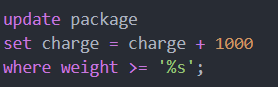 update package
set charge = charge + 1000
where weight >= '%s';